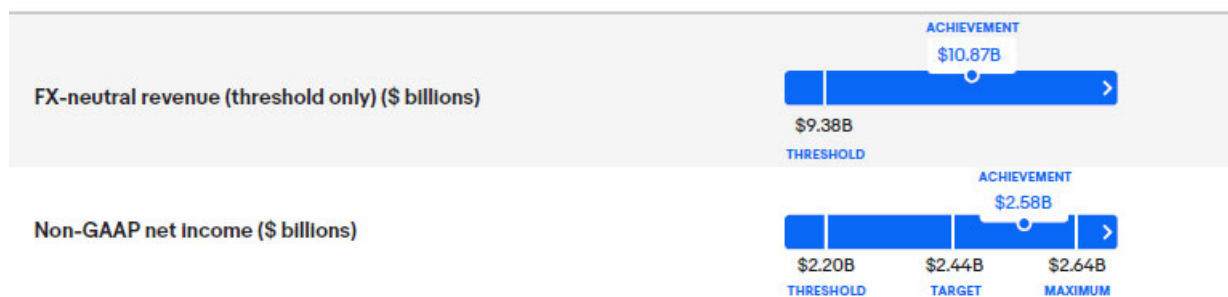 ACHIEVEMENT
$10.87B
FX-neutral revenue (threshold only) ($ billions)
$9.38B
THRESHOLD
ACHIEVEMENT
$2.58B
Non-GAAP net income ($ billions)
$2.20B $2.44B $2.64B
THRESHOLD TARGET MAXIMUM